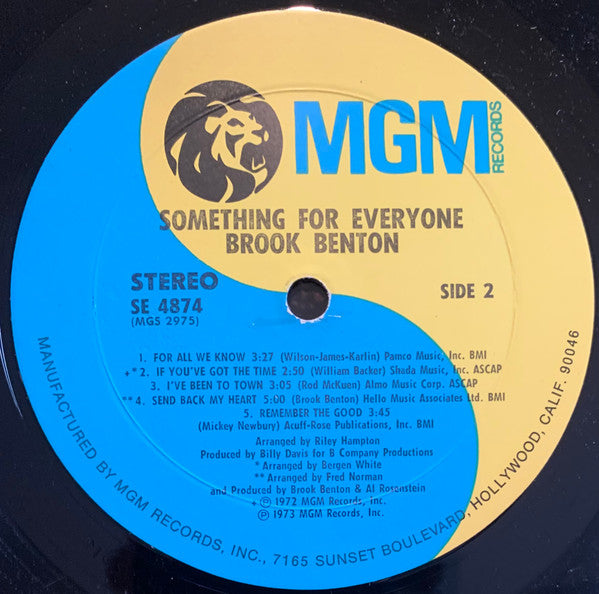 MGM
RECORDS
SOMETHING FOR EVERYONE
BROOK BENTON
STEREO
SE 4874
(MGS 2975)
SIDE 2
1. FOR ALL WE KNOW 3:27 (Wilson-James-Karlin) Pamco Music, Inc. BMI
+*2. IF YOU'VE GOT THE TIME 2:50 (William Backer) Shada Music, Inc. ASCAP
3. I'VE BEEN TO TOWN 3:05 (Rod McKuen) Almo Music Corp. ASCAP
**4. SEND BACK MY HEART 5:00 (Brook Benton) Hello Music Associates Ltd. BMI
5. REMEMBER THE GOOD 3:45
(Mickey Newbury) Acuff-Rose Publications, Inc. BMI
Arranged by Riley Hampton
Produced by Billy Davis for B Company Productions
* Arranged by Bergen White
** Arranged by Fred Norman
and Produced by Brook Benton & Al Rosenstein
+ Ⓟ 1972 MGM Records, Inc.
Ⓟ 1973 MGM Records, Inc.
MANUFACTURED BY MGM RECORDS, INC., 7165 SUNSET BOULEVARD, HOLLYWOOD, CALIF. 90046